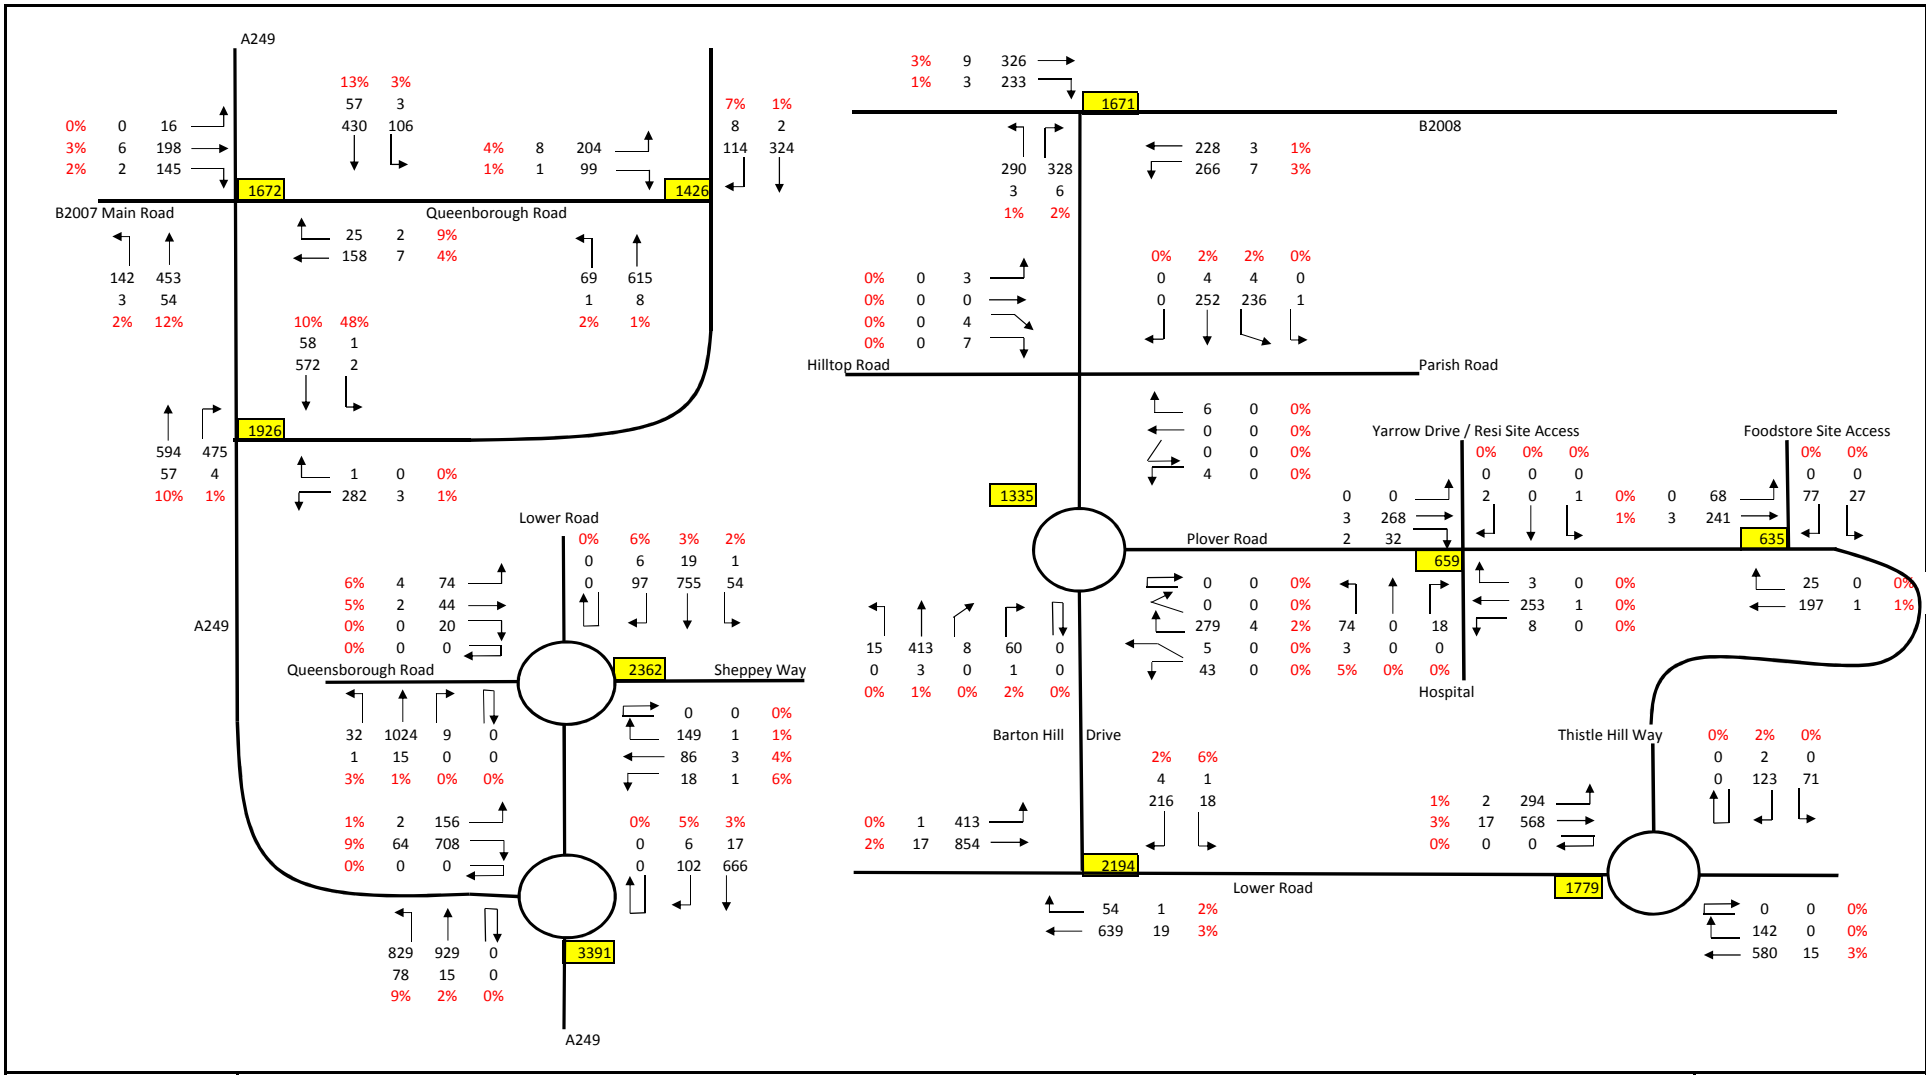 A249
13% 3%
57 3
430 106
0% 0 16
3% 6 198
2% 2 145
1672
4% 8 204
1% 1 99
7% 1%
8 2
114 324
1426
B2007 Main Road
Queenborough Road
25 2 9%
158 7 4%
142 453
3 54
2% 12%
69 615
1 8
2% 1%
10% 48%
58 1
572 2
1926
594 475
57 4
10% 1%
1 0 0%
282 3 1%
Lower Road
0% 6% 3% 2%
0 6 19 1
0 97 755 54
6% 4 74
5% 2 44
0% 0 20
0% 0 0
A249
Queensborough Road
2362
Sheppey Way
32 1024 9 0
1 15 0 0
3% 1% 0% 0%
0 0 0%
149 1 1%
86 3 4%
18 1 6%
1% 2 156
9% 64 708
0% 0 0
0% 5% 3%
0 6 17
0 102 666
829 929 0
78 15 0
9% 2% 0%
3391
A249
3% 9 326
1% 3 233
1671
B2008
290 328
3 6
1% 2%
228 3 1%
266 7 3%
0% 0 3
0% 0 0
0% 0 4
0% 0 7
0% 2% 2% 0%
0 4 4 0
0 252 236 1
Hilltop Road
Parish Road
6 0 0%
0 0 0%
0 0 0%
4 0 0%
1335
Yarrow Drive / Resi Site Access
0% 0% 0%
0 0 0
2 0 1
Foodstore Site Access
0% 0%
0 0
77 27
0 0
3 268
2 32
0% 0 68
1% 3 241
Plover Road
659
635
0 0 0%
0 0 0%
279 4 2%
5 0 0%
43 0 0%
74 0 18
3 0 0
5% 0% 0%
3 0 0%
253 1 0%
8 0 0%
25 0 0%
197 1 1%
15 413 8 60 0
0 3 0 1 0
0% 1% 0% 2% 0%
Hospital
Barton Hill Drive
2% 6%
4 1
216 18
Thistle Hill Way
0% 2% 0%
0 2 0
0 123 71
0% 1 413
2% 17 854
2194
1% 2 294
3% 17 568
0% 0 0
Lower Road
1779
54 1 2%
639 19 3%
0 0 0%
142 0 0%
580 15 3%